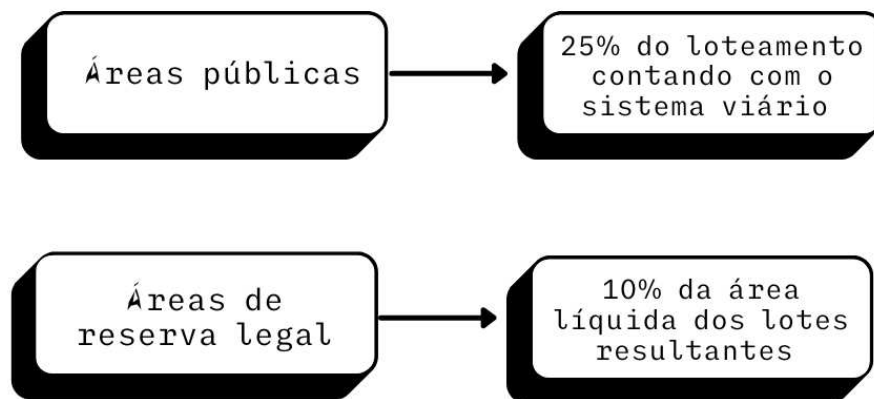 Áreas públicas
25% do loteamento
contando com o
sistema viário
Áreas de
reserva legal
10% da área
líquida dos lotes
resultantes